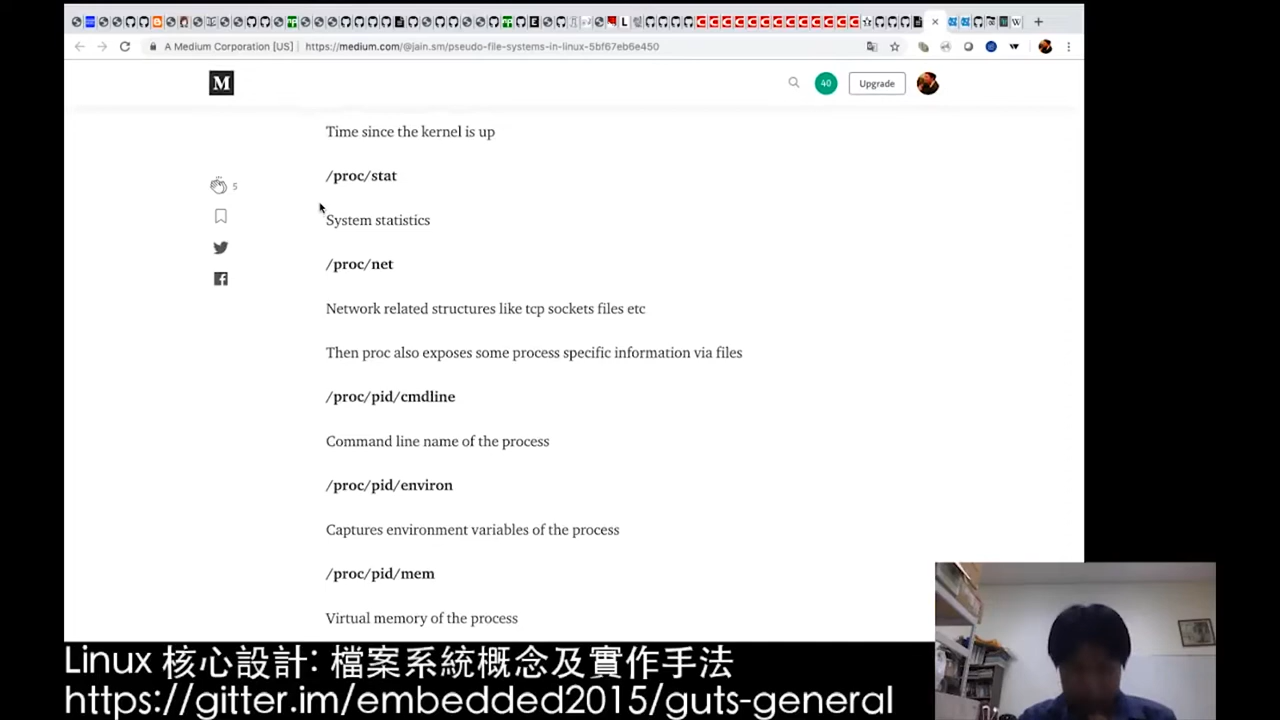 A Medium Corporation [US]
https://medium.com/@jain.sm/pseudo-file-systems-in-linux-5bf67eb6e450
M
40
Upgrade
Time since the kernel is up
/proc/stat
5
System statistics
/proc/net
Network related structures like tcp sockets files etc
Then proc also exposes some process specific information via files
/proc/pid/cmdline
Command line name of the process
/proc/pid/environ
Captures environment variables of the process
/proc/pid/mem
Virtual memory of the process
Linux 核心設計: 檔案系統概念及實作手法
https://gitter.im/embedded2015/guts-general